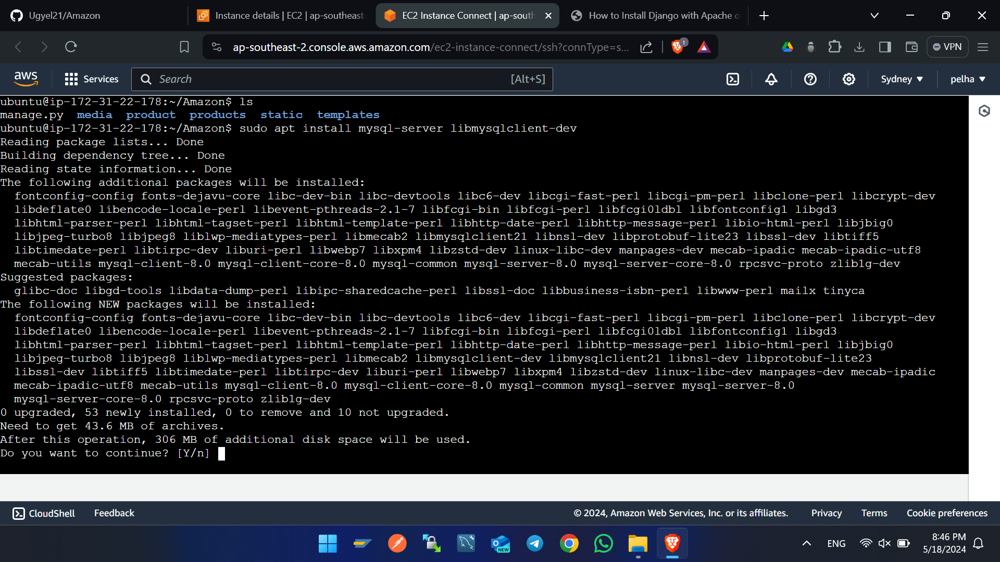 Ugyel21/Amazon
Instance details | EC2 | ap-southeast-
EC2 Instance Connect | ap-south
How to Install Django with Apache o
ap-southeast-2.console.aws.amazon.com/ec2-instance-connect/ssh?connType=s...
1
VPN
aws
Services
Search
[Alt+S]
Sydney
pelha
ubuntu@ip-172-31-22-178:~/Amazon$ ls
manage.py media product products static templates
ubuntu@ip-172-31-22-178:~/Amazon$ sudo apt install mysql-server libmysqlclient-dev
Reading package lists... Done
Building dependency tree... Done
Reading state information... Done
The following additional packages will be installed:
fontconfig-config fonts-dejavu-core libc-dev-bin libc-devtools libc6-dev libcgi-fast-perl libcgi-pm-perl libclone-perl libcrypt-dev
libdeflate0 libencode-locale-perl libevent-pthreads-2.1-7 libfcgi-bin libfcgi-perl libfcgi0ldbl libfontconfig1 libgd3
libhtml-parser-perl libhtml-tagset-perl libhtml-template-perl libhttp-date-perl libhttp-message-perl libio-html-perl libjbig0
libjpeg-turbo8 libjpeg8 liblwp-mediatypes-perl libmecab2 libmysqlclient21 libnsl-dev libprotobuf-lite23 libssl-dev libtiff5
libtimedate-perl libtirpc-dev liburi-perl libwebp7 libxpm4 libzstd-dev linux-libc-dev manpages-dev mecab-ipadic mecab-ipadic-utf8
mecab-utils mysql-client-8.0 mysql-client-core-8.0 mysql-common mysql-server-8.0 mysql-server-core-8.0 rpcsvc-proto zlib1g-dev
Suggested packages:
glibc-doc libgd-tools libdata-dump-perl libipc-sharedcache-perl libssl-doc libbusiness-isbn-perl libwww-perl mailx tinyca
The following NEW packages will be installed:
fontconfig-config fonts-dejavu-core libc-dev-bin libc-devtools libc6-dev libcgi-fast-perl libcgi-pm-perl libclone-perl libcrypt-dev
libdeflate0 libencode-locale-perl libevent-pthreads-2.1-7 libfcgi-bin libfcgi-perl libfcgi0ldbl libfontconfig1 libgd3
libhtml-parser-perl libhtml-tagset-perl libhtml-template-perl libhttp-date-perl libhttp-message-perl libio-html-perl libjbig0
libjpeg-turbo8 libjpeg8 liblwp-mediatypes-perl libmecab2 libmysqlclient-dev libmysqlclient21 libnsl-dev libprotobuf-lite23
libssl-dev libtiff5 libtimedate-perl libtirpc-dev liburi-perl libwebp7 libxpm4 libzstd-dev linux-libc-dev manpages-dev mecab-ipadic
mecab-ipadic-utf8 mecab-utils mysql-client-8.0 mysql-client-core-8.0 mysql-common mysql-server mysql-server-8.0
mysql-server-core-8.0 rpcsvc-proto zlib1g-dev
0 upgraded, 53 newly installed, 0 to remove and 10 not upgraded.
Need to get 43.6 MB of archives.
After this operation, 306 MB of additional disk space will be used.
Do you want to continue? [Y/n]
CloudShell
Feedback
© 2024, Amazon Web Services, Inc. or its affiliates.
Privacy
Terms
Cookie preferences
NEW
ENG
8:46 PM
5/18/2024